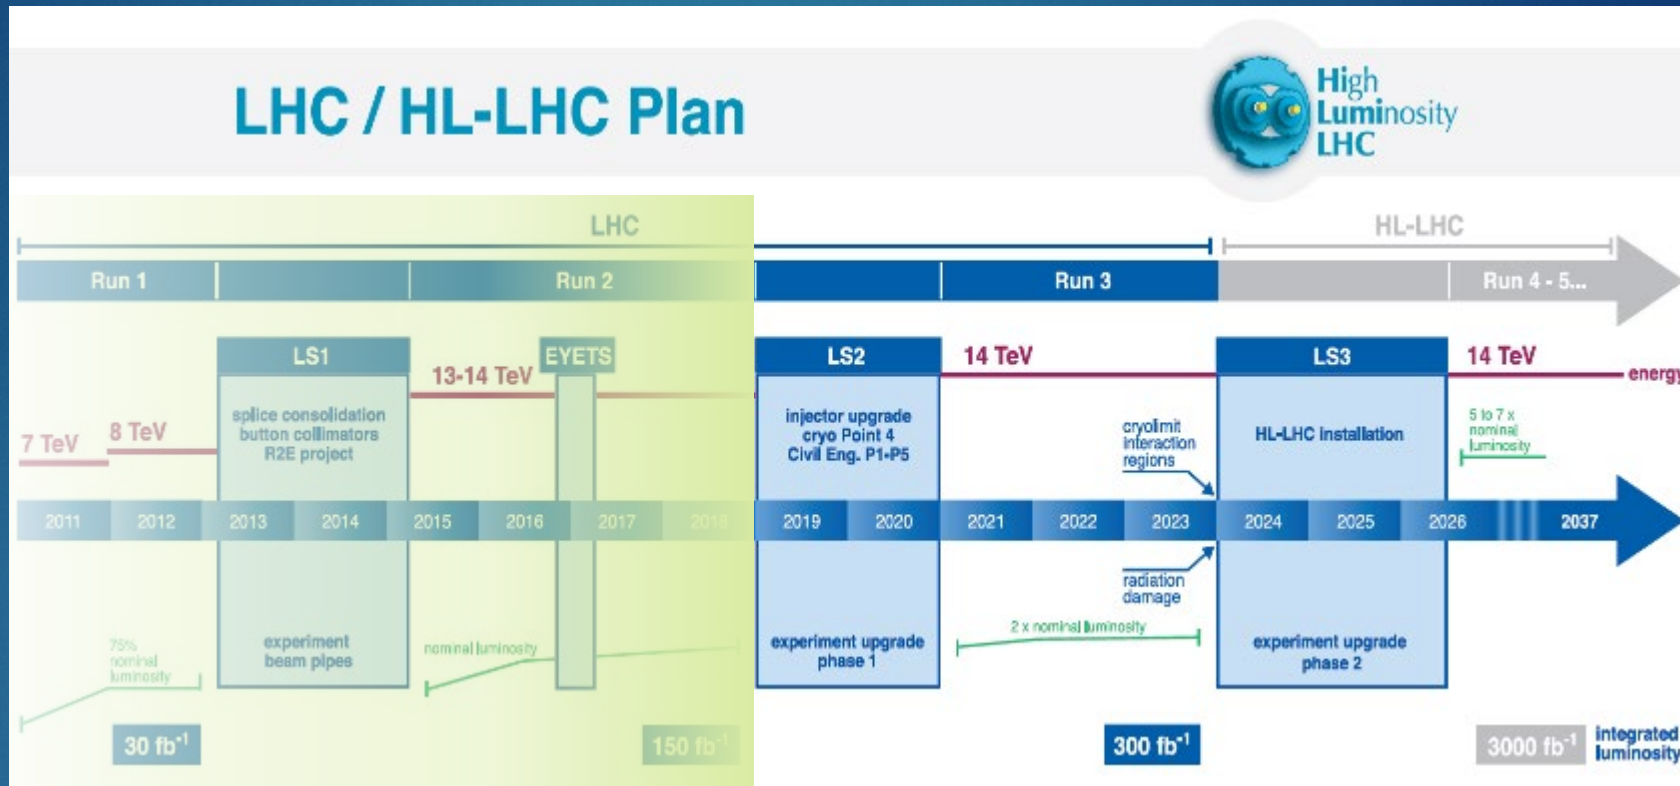 LHC / HL-LHC Plan
High
Luminosity
LHC
LHC
HL-LHC
Run 1
Run 2
Run 3
Run 4 - 5...
LS1
EYETS
LS2
14 TeV
LS3
14 TeV
energy
13-14 TeV
7 TeV
8 TeV
splice consolidation
button collimators
R2E project
injector upgrade
cryo Point 4
Civil Eng. P1-P5
cryolimit
interaction
regions
HL-LHC installation
5 to 7 x
nominal
luminosity
2011 2012 2013 2014 2015 2016 2017 2018 2019 2020 2021 2022 2023 2024 2025 2026 2037
radiation
damage
75%
nominal
luminosity
experiment
beam pipes
nominal luminosity
experiment upgrade
phase 1
2 x nominal luminosity
experiment upgrade
phase 2
30 fb⁻¹
150 fb⁻¹
300 fb⁻¹
3000 fb⁻¹
integrated
luminosity